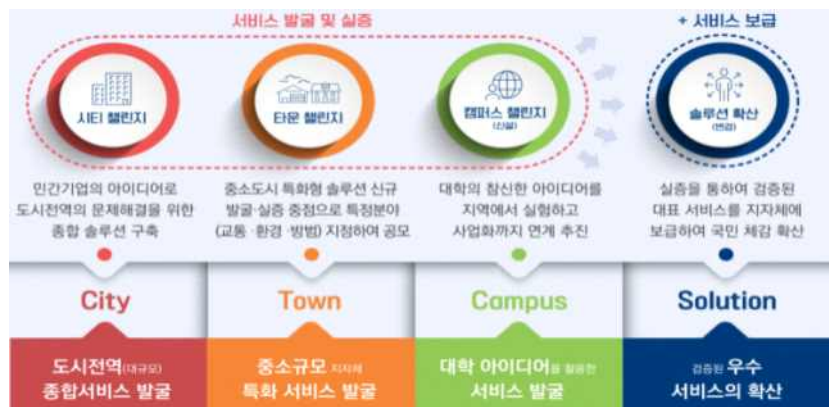 서비스 발굴 및 실증
+ 서비스 보급
시티 챌린지
타운 챌린지
캠퍼스 챌린지
(신설)
솔루션 확산
(변경)
민간기업의 아이디어로
도시전역의 문제해결을 위한
종합 솔루션 구축
중소도시 특화형 솔루션 신규
발굴·실증 중점으로 특정분야
(교통·환경·방범) 지정하여 공모
대학의 참신한 아이디어를
지역에서 실험하고
사업화까지 연계 추진
실증을 통하여 검증된
대표 서비스를 지자체에
보급하여 국민 체감 확산
City
Town
Campus
Solution
도시전역(대규모)
종합서비스 발굴
중소규모 지자체
특화 서비스 발굴
대학 아이디어를 활용한
서비스 발굴
검증된 우수
서비스의 확산